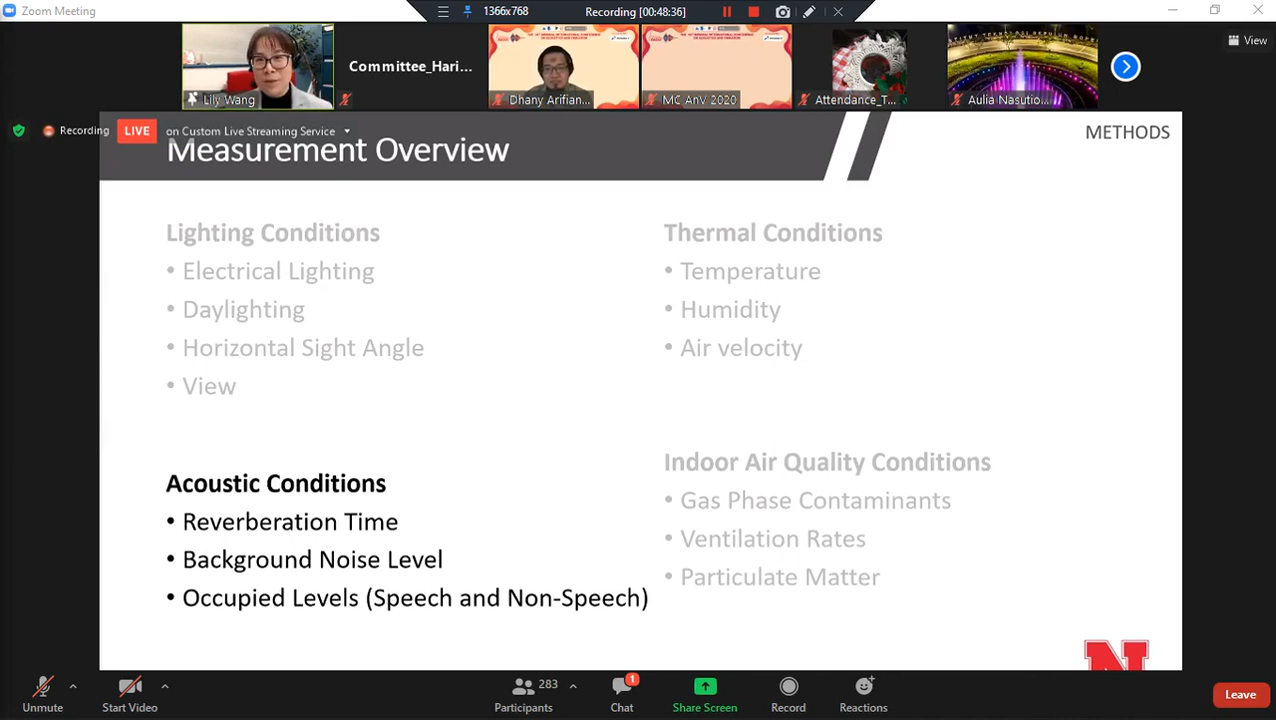 Zoom Meeting
1366x768
Recording [00:48:36]
View
Lily Wang
Committee_Hari...
Dhany Arifian...
MC AnV 2020
Attendance_T...
Aulia Nasutio...
Recording
LIVE
on Custom Live Streaming Service
METHODS
Measurement Overview
Lighting Conditions
• Electrical Lighting
• Daylighting
• Horizontal Sight Angle
• View
Thermal Conditions
• Temperature
• Humidity
• Air velocity
Acoustic Conditions
• Reverberation Time
• Background Noise Level
• Occupied Levels (Speech and Non-Speech)
Indoor Air Quality Conditions
• Gas Phase Contaminants
• Ventilation Rates
• Particulate Matter
N
Unmute
Start Video
283
Participants
1
Chat
Share Screen
Record
Reactions
Leave